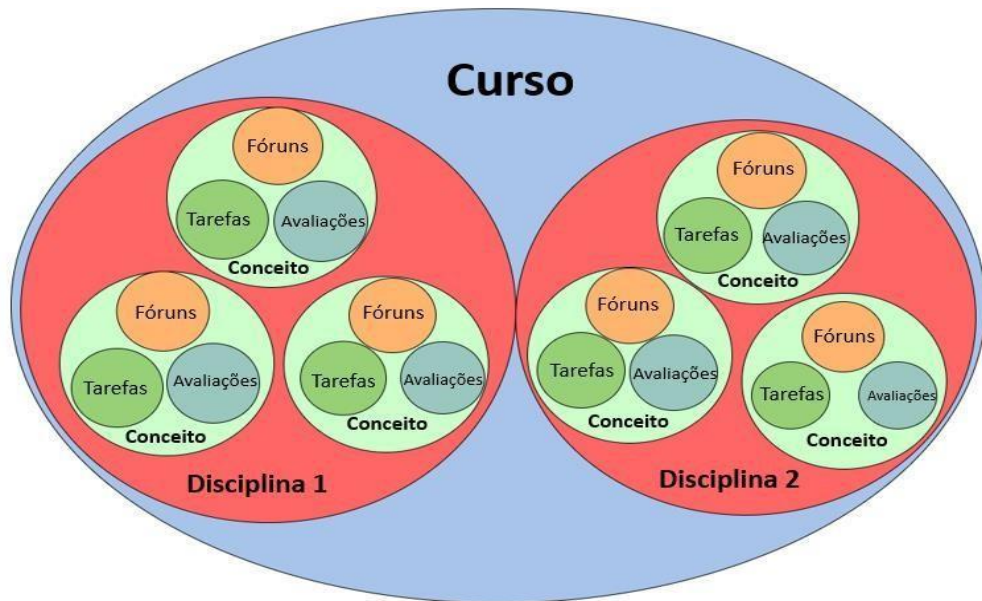 Curso
Fóruns
Tarefas
Avaliações
Conceito
Fóruns
Tarefas
Avaliações
Conceito
Fóruns
Tarefas
Avaliações
Conceito
Disciplina 1
Fóruns
Tarefas
Avaliações
Conceito
Fóruns
Tarefas
Avaliações
Conceito
Fóruns
Tarefas
Avaliações
Conceito
Disciplina 2